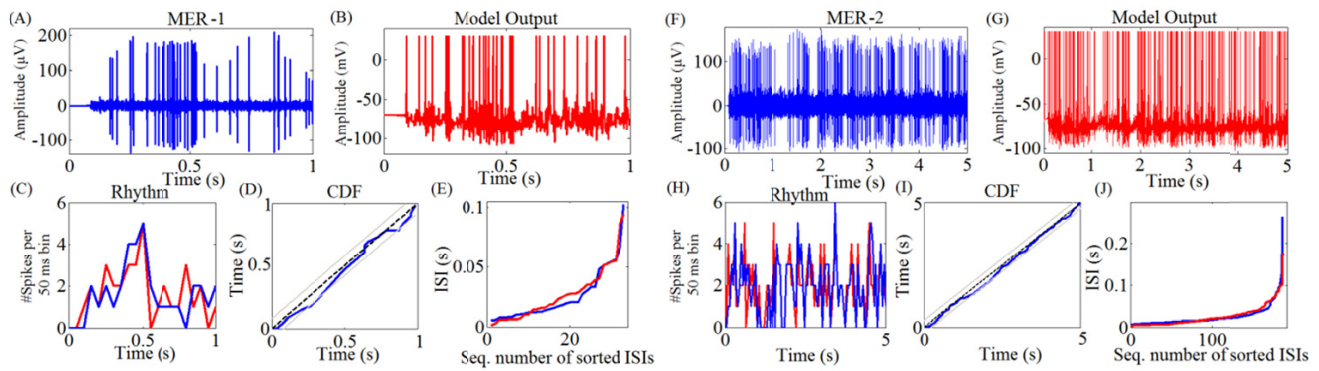 (A) MER-1
Amplitude (µV)
200
100
0
-100
0 0.5 1
Time (s)
(B) Model Output
Amplitude (mV)
0
-50
-100
0 0.5 1
Time (s)
(C) Rhythm
#Spikes per
50 ms bin
6
4
2
0
0 0.5 1
Time (s)
(D) CDF
Time (s)
1
0.5
0
0.5 1
Time (s)
(E)
ISI (s)
0.1
0.05
0
20
Seq. number of sorted ISIs
(F) MER-2
Amplitude (µV)
100
0
-100
0 1 2 3 4 5
Time (s)
(G) Model Output
Amplitude (mV)
0
-50
-100
0 1 2 3 4 5
Time (s)
(H) Rhythm
#Spikes per
50 ms bin
6
4
2
0
0 5
Time (s)
(I) CDF
Time (s)
5
0
5
Time (s)
(J)
ISI (s)
0.2
0.1
0
100
Seq. number of sorted ISIs